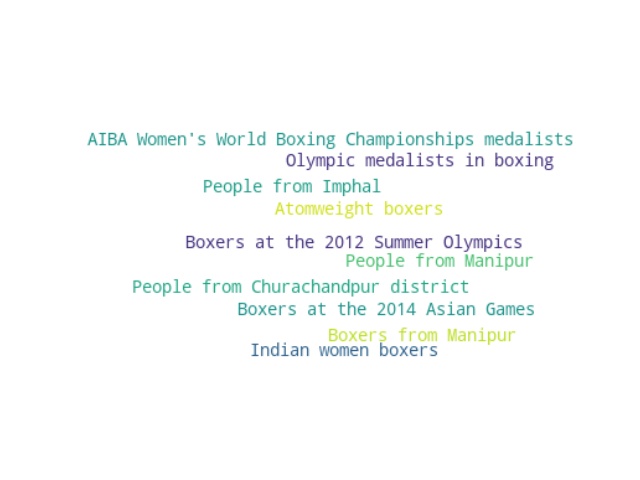 AIBA Women's World Boxing Championships medalists
Olympic medalists in boxing
People from Imphal
Atomweight boxers
Boxers at the 2012 Summer Olympics
People from Manipur
People from Churachandpur district
Boxers at the 2014 Asian Games
Boxers from Manipur
Indian women boxers